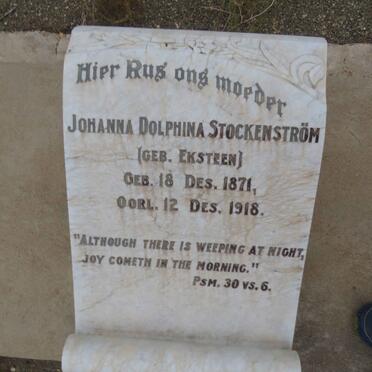 Hier Rus ons moeder
JOHANNA DOLPHINA STOCKENSTRÖM
(GEB. EKSTEEN)
GEB. 18 DES. 1871,
OORL. 12 DES. 1918.
"ALTHOUGH THERE IS WEEPING AT NIGHT,
JOY COMETH IN THE MORNING."
PSM. 30 VS. 6.